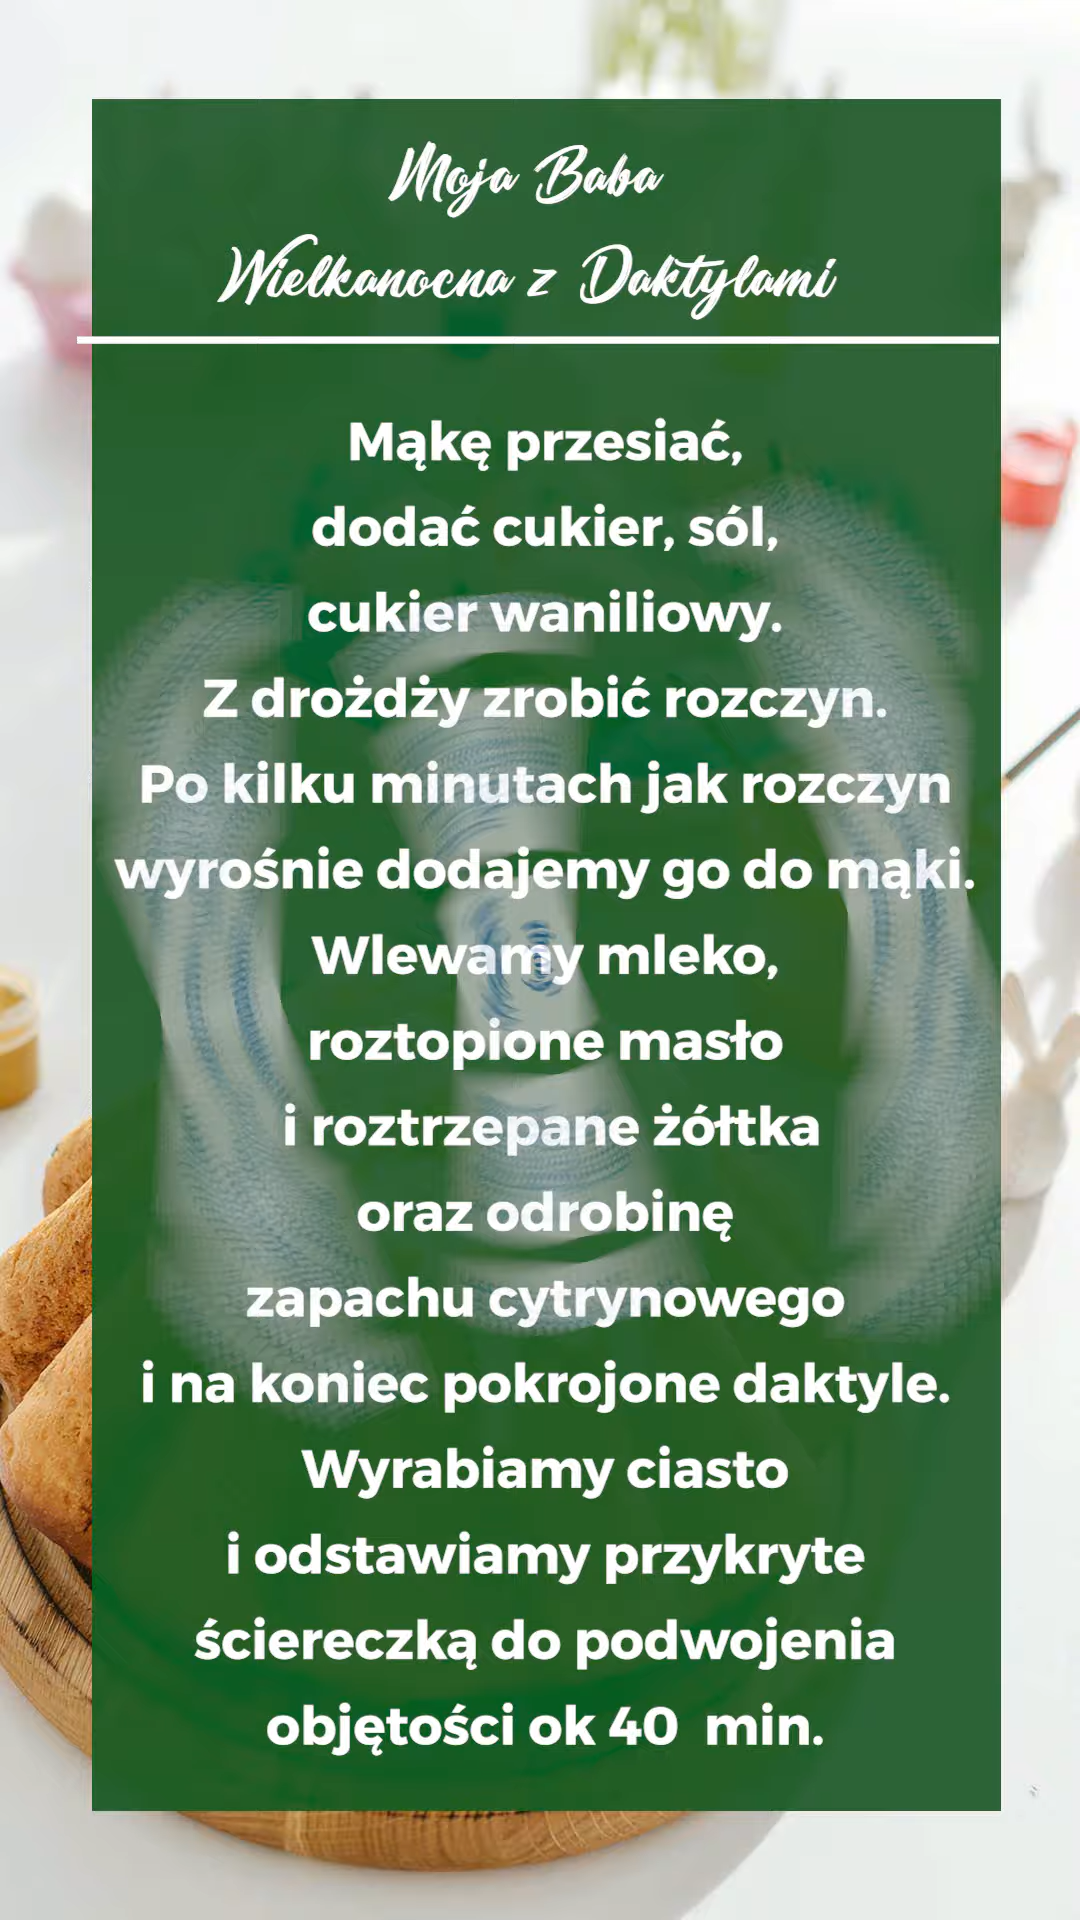 Moja Baba
Wielkanocna z Daktylami
Mąkę przesiać,
dodać cukier, sól,
cukier waniliowy.
Z drożdży zrobić rozczyn.
Po kilku minutach jak rozczyn
wyrośnie dodajemy go do mąki.
Wlewamy mleko,
roztopione masło
i roztrzepane żółtka
oraz odrobinę
zapachu cytrynowego
i na koniec pokrojone daktyle.
Wyrabiamy ciasto
i odstawiamy przykryte
ściereczką do podwojenia
objętości ok 40  min.